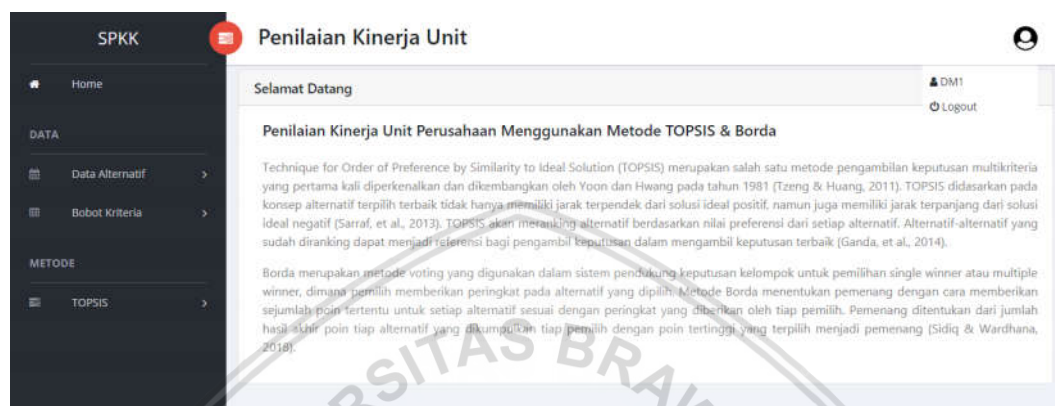 SPKK
Penilaian Kinerja Unit
Home
DATA
Data Alternatif
Bobot Kriteria
METODE
TOPSIS
Selamat Datang
DM1
Logout
Penilaian Kinerja Unit Perusahaan Menggunakan Metode TOPSIS & Borda
Technique for Order of Preference by Similarity to Ideal Solution (TOPSIS) merupakan salah satu metode pengambilan keputusan multikriteria
yang pertama kali diperkenalkan dan dikembangkan oleh Yoon dan Hwang pada tahun 1981 (Tzeng & Huang, 2011). TOPSIS didasarkan pada
konsep alternatif terpilih terbaik tidak hanya memiliki jarak terpendek dari solusi ideal positif, namun juga memiliki jarak terpanjang dari solusi
ideal negatif (Sarraf, et al., 2013). TOPSIS akan meranking alternatif berdasarkan nilai preferensi dari setiap alternatif. Alternatif-alternatif yang
sudah diranking dapat menjadi referensi bagi pengambil keputusan dalam mengambil keputusan terbaik (Ganda, et al., 2014).
Borda merupakan metode voting yang digunakan dalam sistem pendukung keputusan kelompok untuk pemilihan single winner atau multiple
winner, dimana pemilih memberikan peringkat pada alternatif yang dipilih. Metode Borda menentukan pemenang dengan cara memberikan
sejumlah poin tertentu untuk setiap alternatif sesuai dengan peringkat yang diberikan oleh tiap pemilih. Pemenang ditentukan dari jumlah
hasil akhir poin tiap alternatif yang dikumpulkan tiap pemilih dengan poin tertinggi yang terpilih menjadi pemenang (Sidiq & Wardhana,
2018).
SITAS BRAW